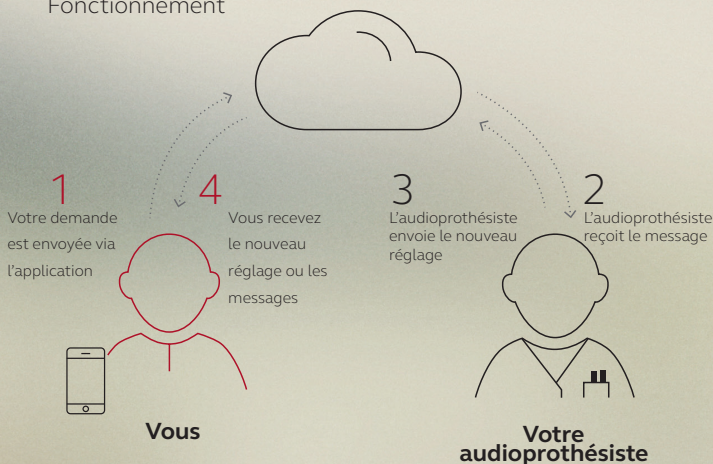 Fonctionnement
1
Votre demande
est envoyée via
l'application
4
Vous recevez
le nouveau
réglage ou les
messages
3
L'audioprothésiste
envoie le nouveau
réglage
2
L'audioprothésiste
reçoit le message
Vous
Votre
audioprothésiste